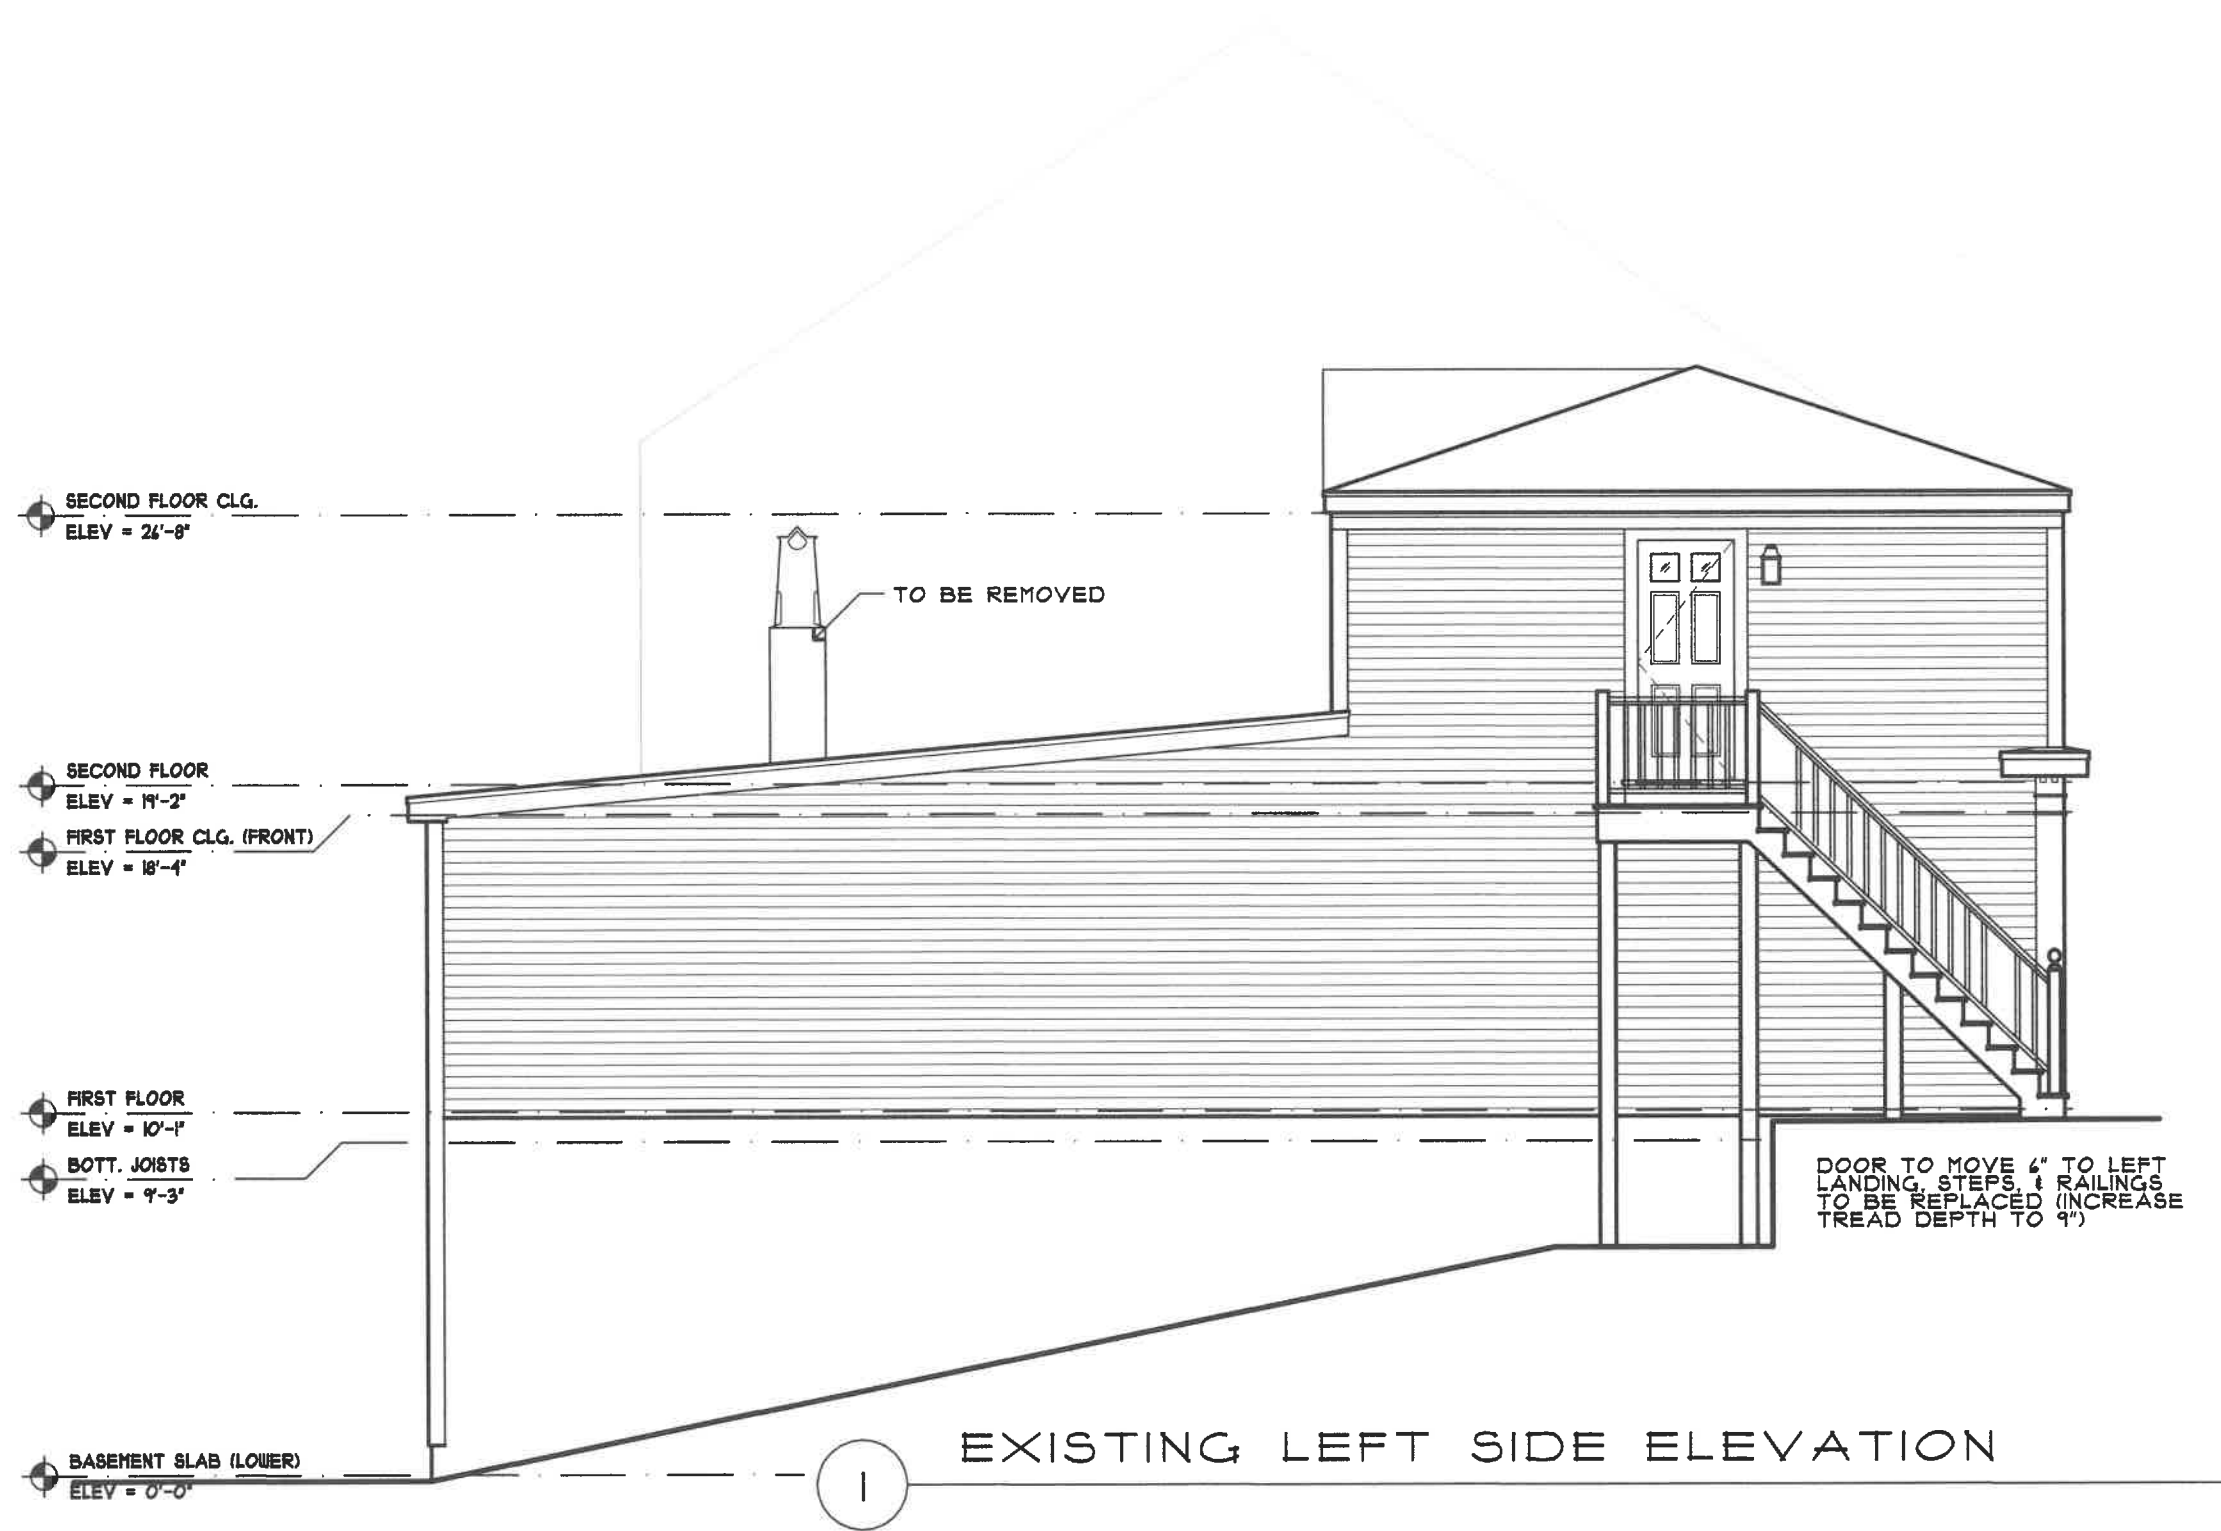 SECOND FLOOR CLG.
ELEV = 26'-8"
TO BE REMOVED
SECOND FLOOR
ELEV = 19'-2"
FIRST FLOOR CLG. (FRONT)
ELEV = 18'-4"
FIRST FLOOR
ELEV = 10'-1"
BOTT. JOISTS
ELEV = 9'-3"
DOOR TO MOVE 6" TO LEFT
LANDING, STEPS, & RAILINGS
TO BE REPLACED (INCREASE
TREAD DEPTH TO 9")
BASEMENT SLAB (LOWER)
ELEV = 0'-0"
1
EXISTING LEFT SIDE ELEVATION